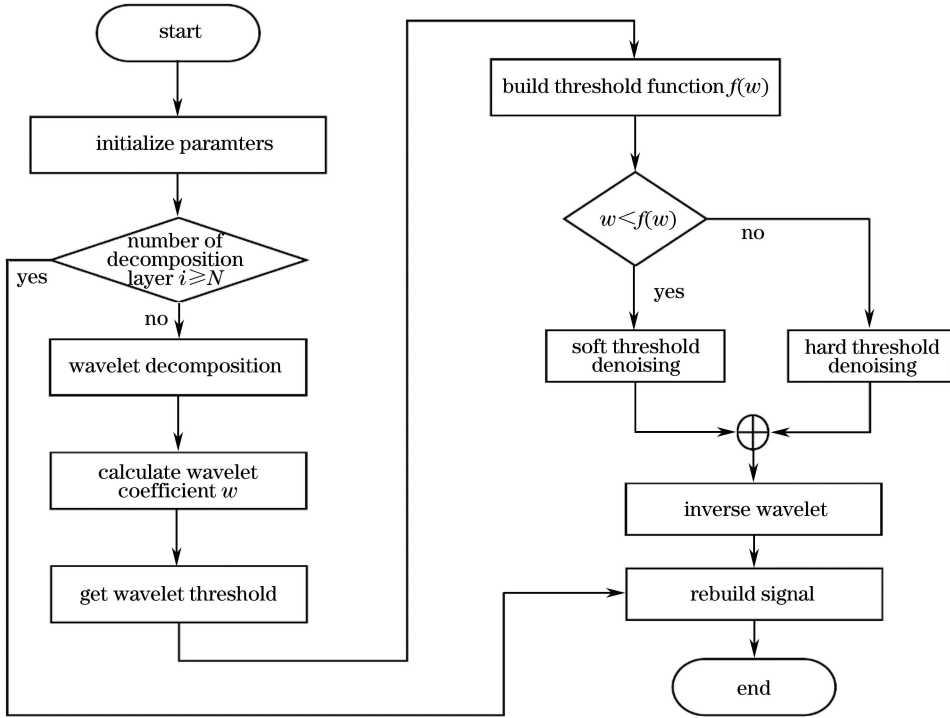 start
initialize paramters
number of
decomposition
layer i⩾N
yes
no
wavelet decomposition
calculate wavelet
coefficient w
get wavelet threshold
build threshold function f(w)
w<f(w)
no
yes
soft threshold
denoising
hard threshold
denoising
inverse wavelet
rebuild signal
end